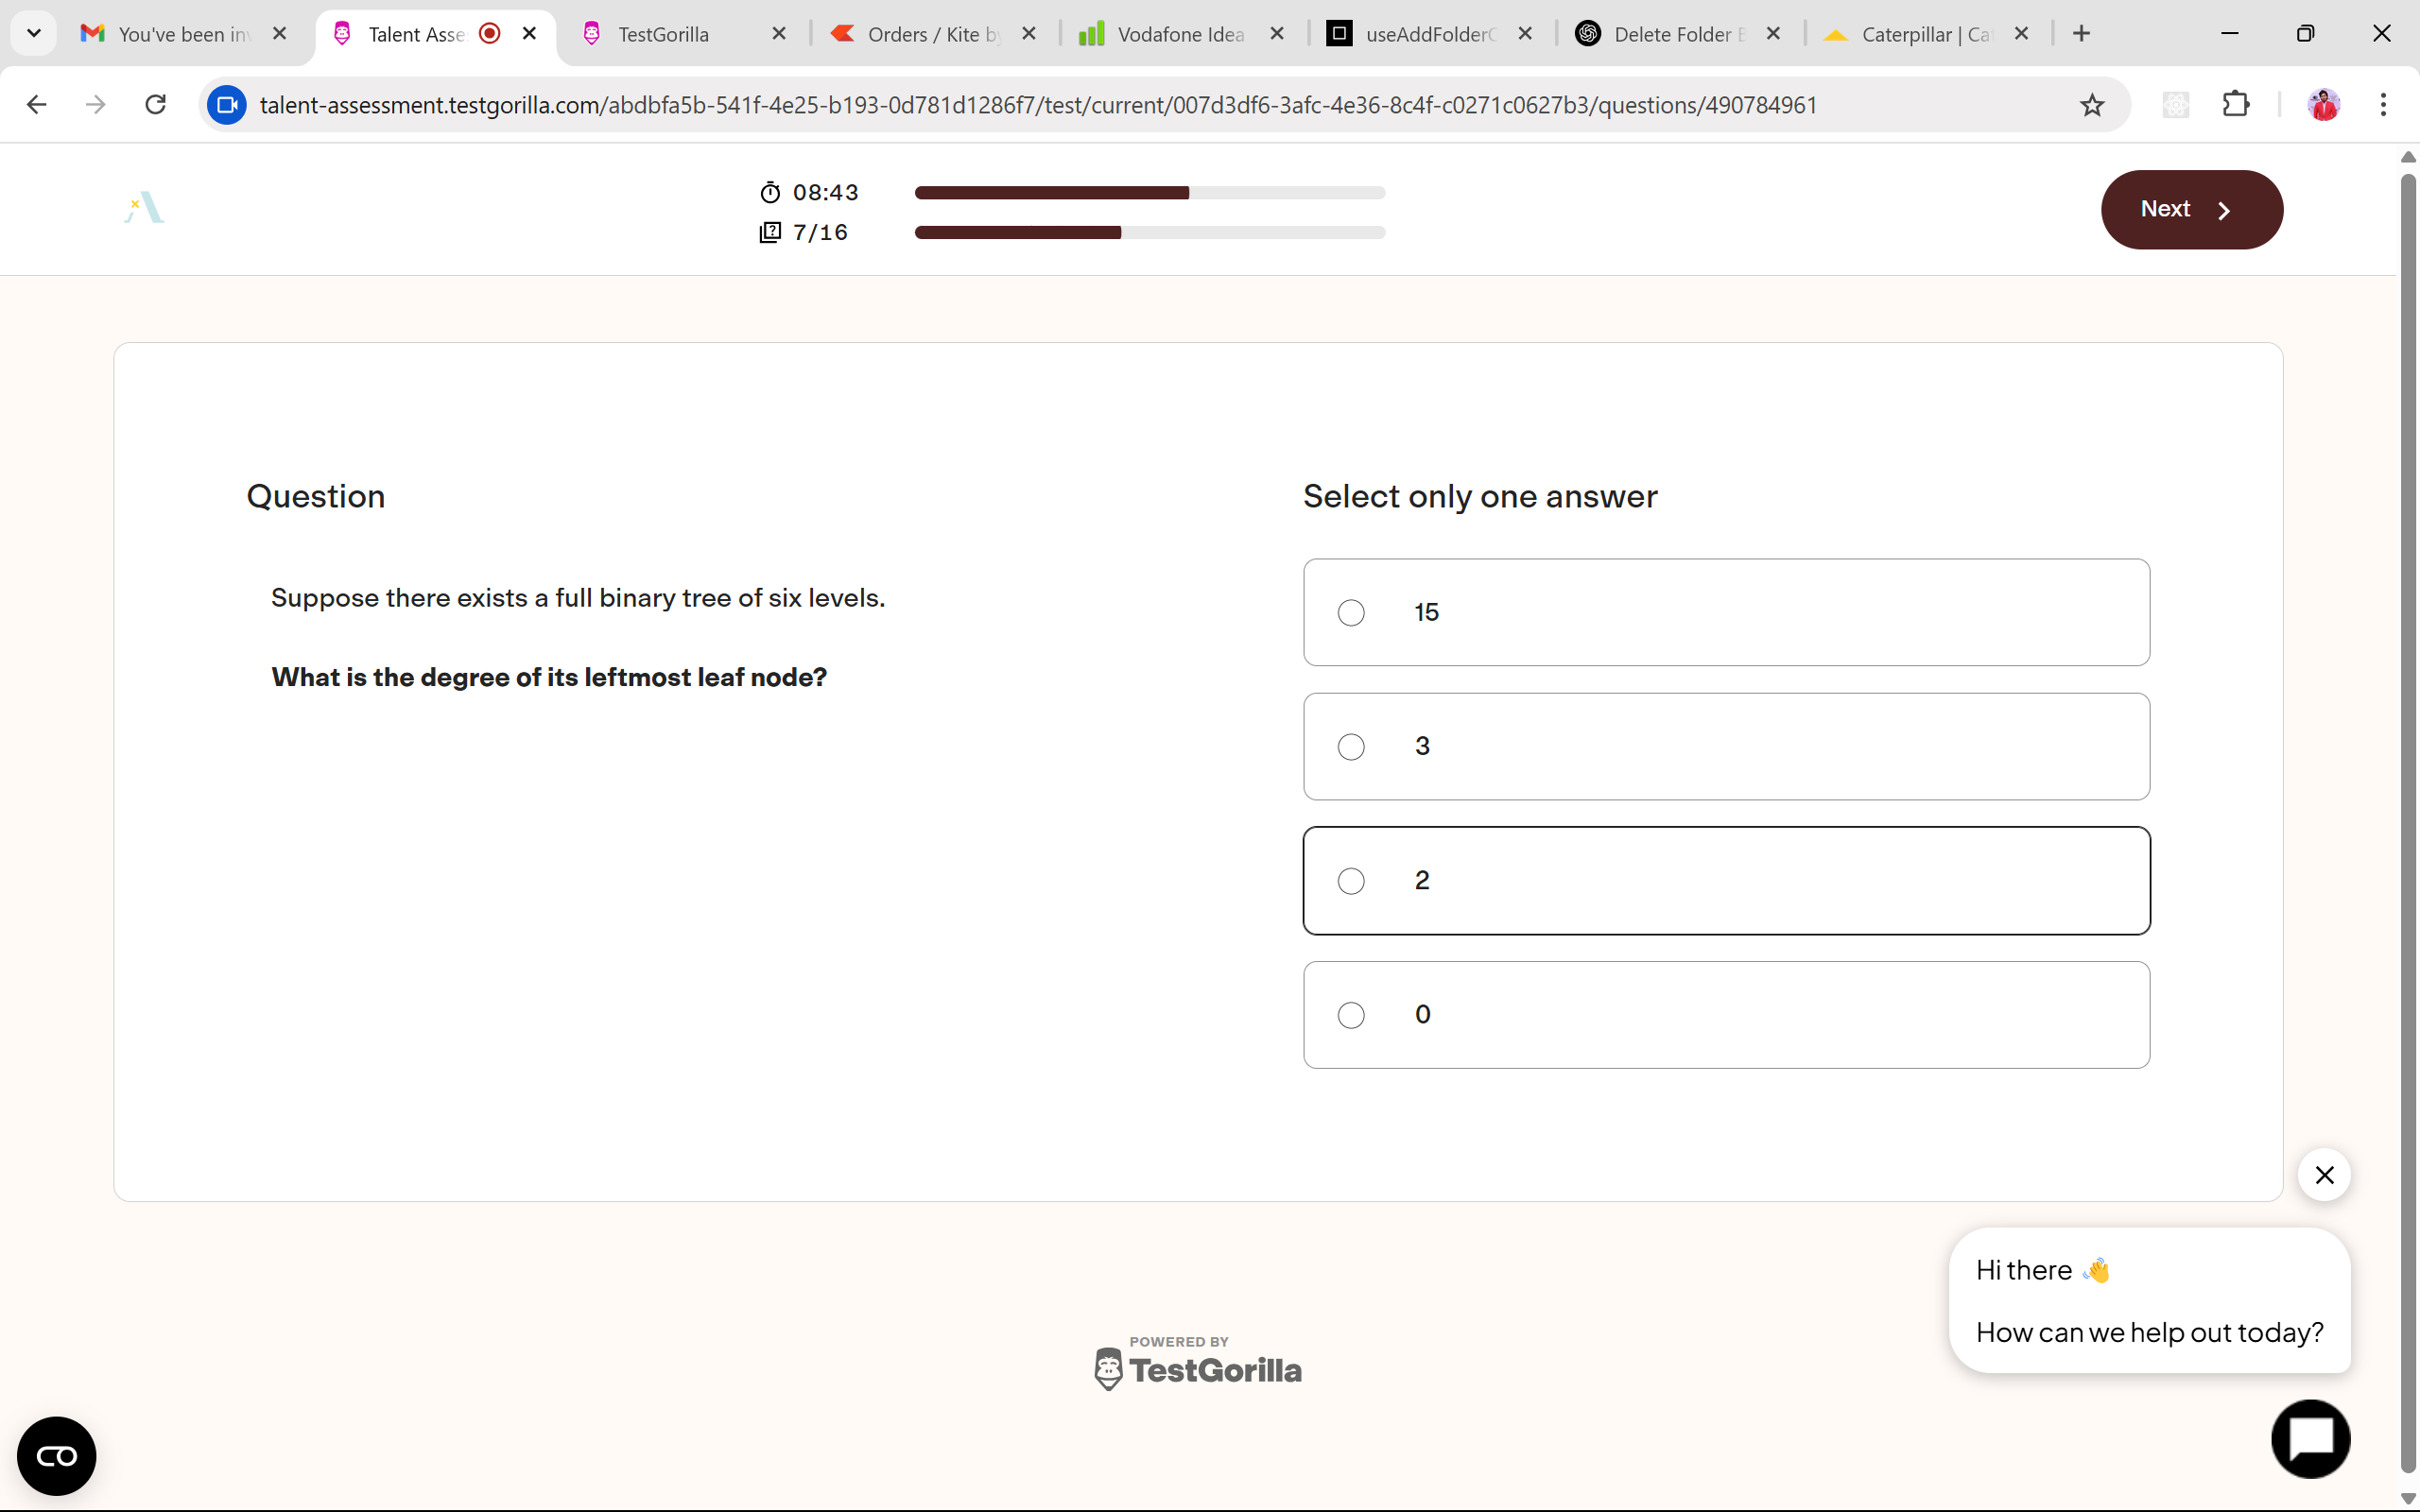 You've been in
Talent Asse
TestGorilla
Orders / Kite by
Vodafone Idea
useAddFolderC
Delete Folder
Caterpillar | Ca
talent-assessment.testgorilla.com/abdbfa5b-541f-4e25-b193-0d781d1286f7/test/current/007d3df6-3afc-4e36-8c4f-c0271c0627b3/questions/490784961
08:43
7/16
Next
Question
Select only one answer
Suppose there exists a full binary tree of six levels.
What is the degree of its leftmost leaf node?
15
3
2
0
Hi there 👋
How can we help out today?
POWERED BY
TestGorilla